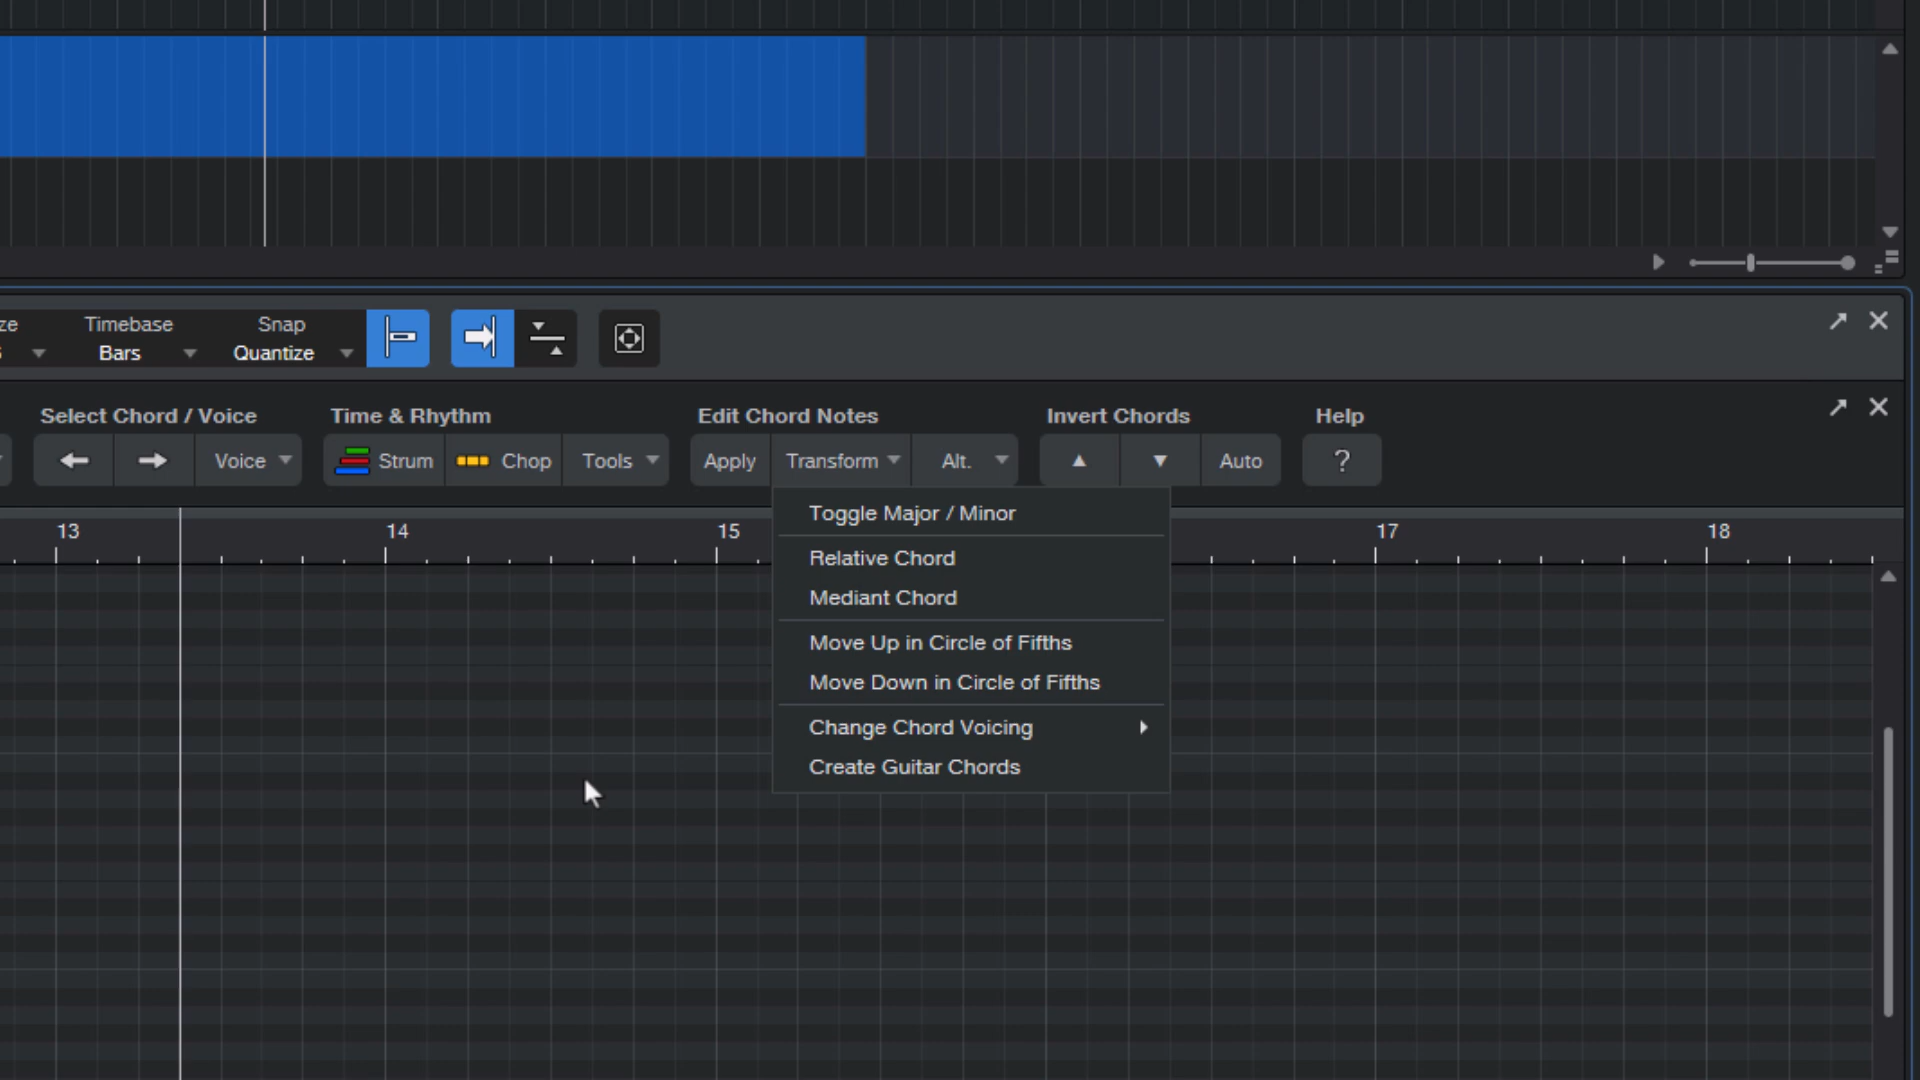 ze Timebase Snap
Bars Quantize
Select Chord / Voice Time & Rhythm Edit Chord Notes Invert Chords Help
Voice Strum Chop Tools Apply Transform Alt. Auto ?
Toggle Major / Minor
13 14 15 17 18
Relative Chord
Mediant Chord
Move Up in Circle of Fifths
Move Down in Circle of Fifths
Change Chord Voicing
Create Guitar Chords